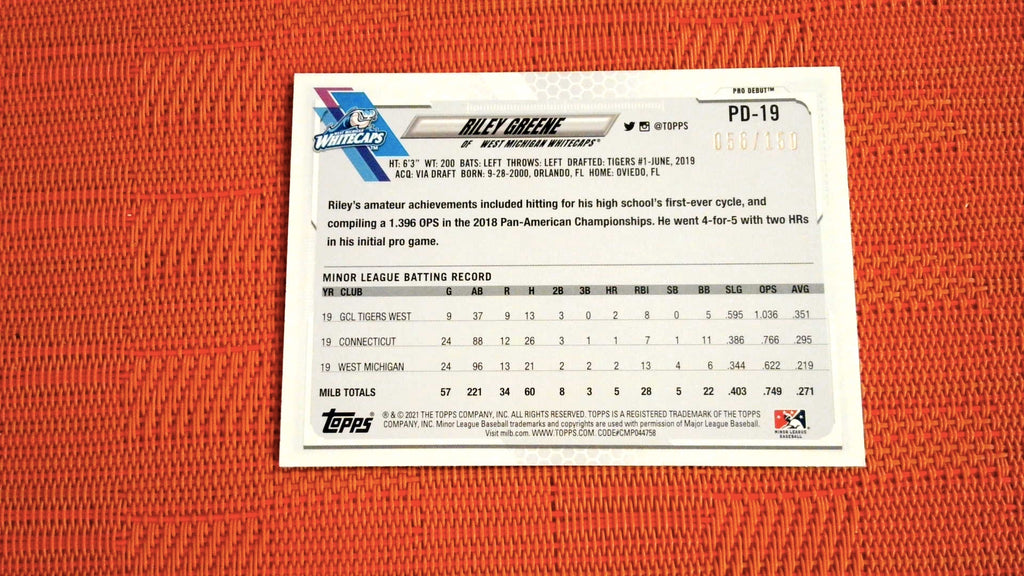 PRO DEBUT™
PD-19
WHITECAPS™
RILEY GREENE
@TOPPS
OF WEST MICHIGAN WHITECAPS®
HT: 6'3" WT: 200 BATS: LEFT THROWS: LEFT DRAFTED: TIGERS #1-JUNE, 2019
ACQ: VIA DRAFT BORN: 9-28-2000, ORLANDO, FL HOME: OVIEDO, FL
Riley's amateur achievements included hitting for his high school's first-ever cycle, and
compiling a 1.396 OPS in the 2018 Pan-American Championships. He went 4-for-5 with two HRs
in his initial pro game.
MINOR LEAGUE BATTING RECORD
YR CLUB G AB R H 2B 3B HR RBI SB BB SLG OPS AVG
19 GCL TIGERS WEST 9 37 9 13 3 0 2 8 0 5 .595 1.036 .351
19 CONNECTICUT 24 88 12 26 3 1 1 7 1 11 .386 .766 .295
19 WEST MICHIGAN 24 96 13 21 2 2 2 13 4 6 .344 .622 .219
MILB TOTALS 57 221 34 60 8 3 5 28 5 22 .403 .749 .271
Topps®
® & © 2021 THE TOPPS COMPANY, INC. ALL RIGHTS RESERVED. TOPPS IS A REGISTERED TRADEMARK OF THE TOPPS
COMPANY, INC. Minor League Baseball trademarks and copyrights are used with permission of Major League Baseball.
Visit milb.com. WWW.TOPPS.COM. CODE#CMP044758
MINOR LEAGUE
BASEBALL